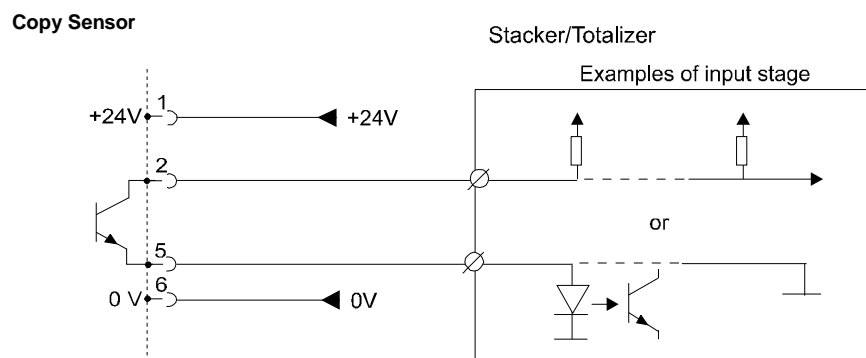 Copy Sensor
Stacker/Totalizer
Examples of input stage
+24V 1 +24V
2
or
5
0 V 6 0V